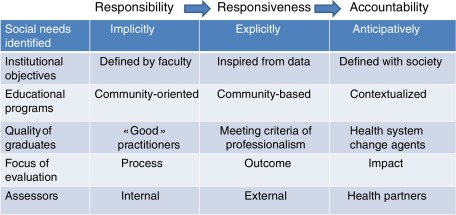 Responsibility Responsiveness Accountability
Social needs Implicitly Explicitly Anticipatively
identified
Institutional Defined by faculty Inspired from data Defined with society
objectives
Educational Community-oriented Community-based Contextualized
programs
Quality of «Good» Meeting criteria of Health system
graduates practitioners professionalism change agents
Focus of Process Outcome Impact
evaluation
Assessors Internal External Health partners